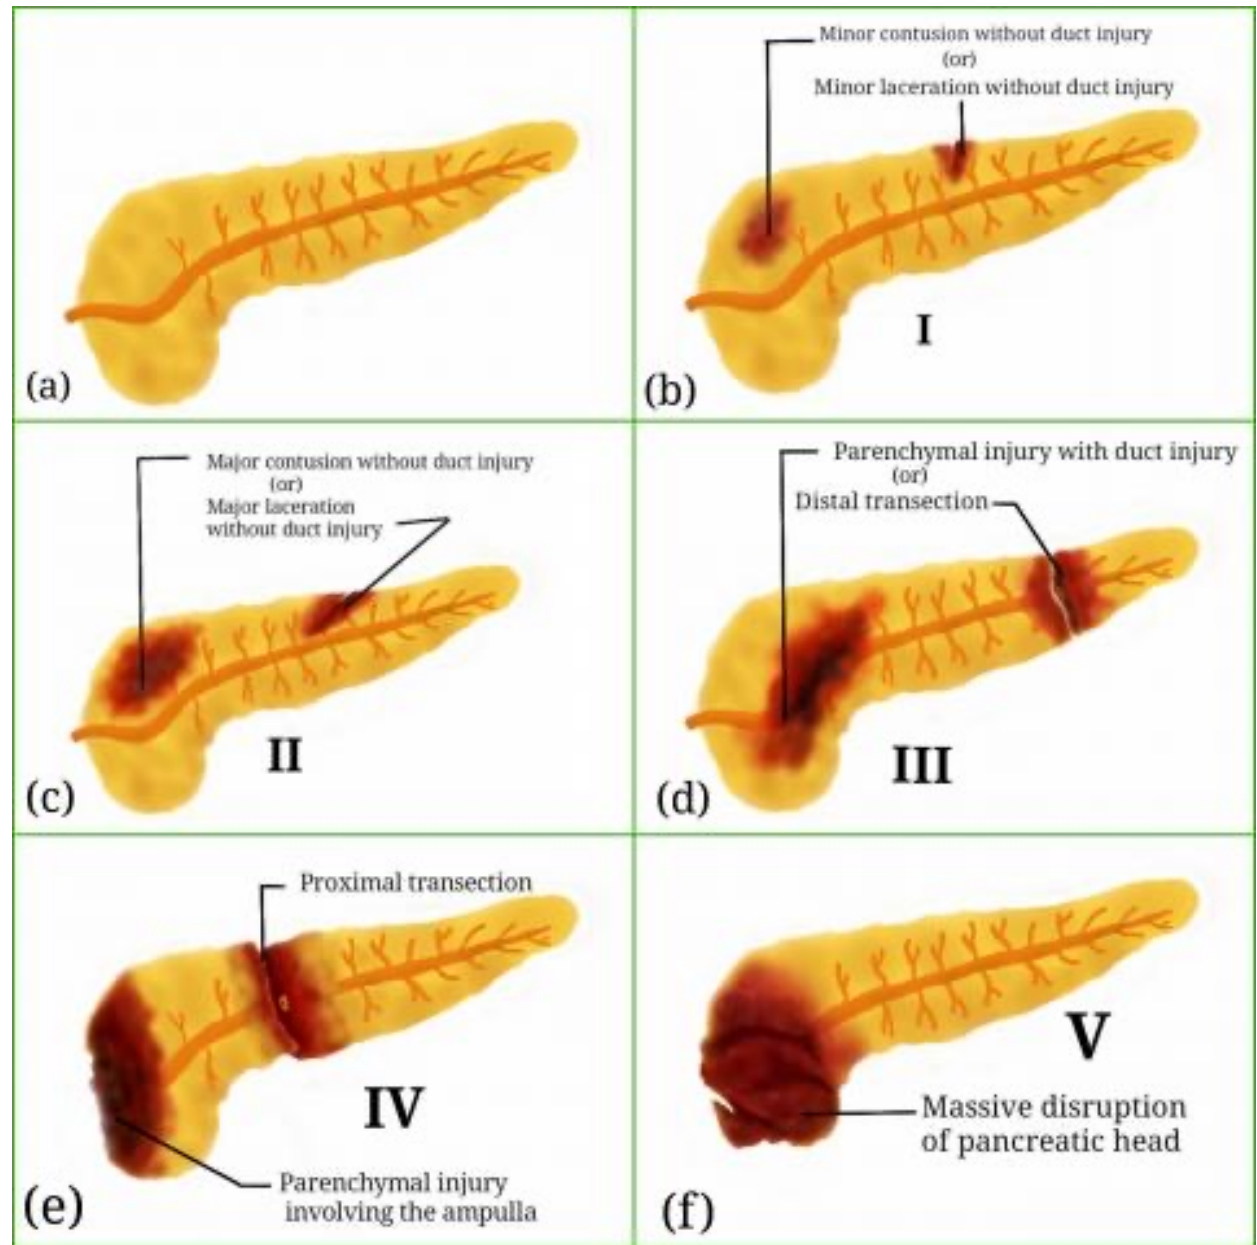 (a)
Minor contusion without duct injury
(or)
Minor laceration without duct injury
I
(b)
Major contusion without duct injury
(or)
Major laceration
without duct injury
II
(c)
Parenchymal injury with duct injury
(or)
Distal transection
III
(d)
Proximal transection
IV
Parenchymal injury
involving the ampulla
(e)
V
Massive disruption
of pancreatic head
(f)